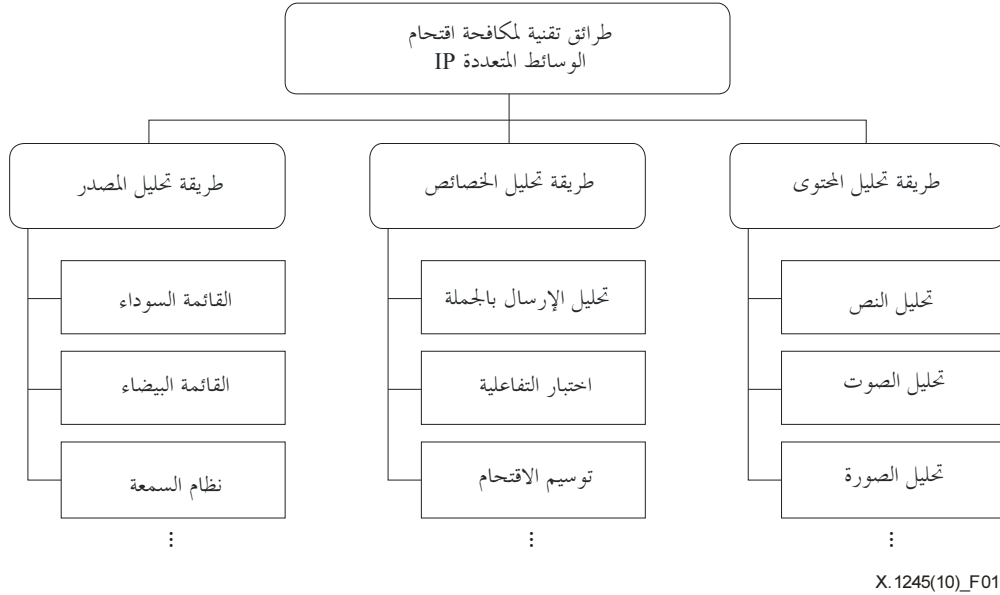 طرائق تقنية لمكافحة اقتحام
الوسائط المتعددة IP
طريقة تحليل المحتوى
طريقة تحليل الخصائص
طريقة تحليل المصدر
تحليل النص
تحليل الإرسال بالجملة
القائمة السوداء
تحليل الصوت
اختبار التفاعلية
القائمة البيضاء
تحليل الصورة
توسيم الاقتحام
نظام السمعة
X.1245(10)_F01